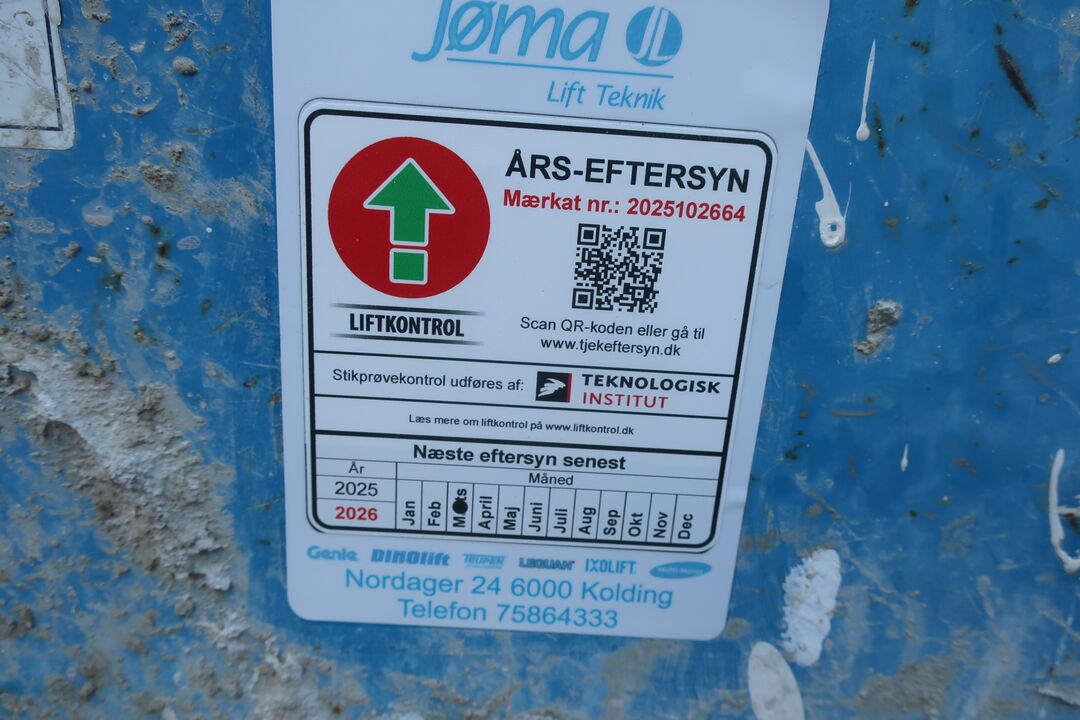 Jøma
Lift Teknik
ÅRS-EFTERSYN
Mærkat nr.: 2025102664
Scan QR-koden eller gå til
www.tjekeftersyn.dk
LIFTKONTROL
Stikprøvekontrol udføres af:
TEKNOLOGISK
INSTITUT
Læs mere om liftkontrol på www.liftkontrol.dk
Næste eftersyn senest
År
Måned
2025
2026
Jan Feb April Maj Juni Juli Aug Sep Okt Nov Dec
Genie DINOlift TEUPEN LEGUAN IXOLIFT
Nordager 24 6000 Kolding
Telefon 75864333